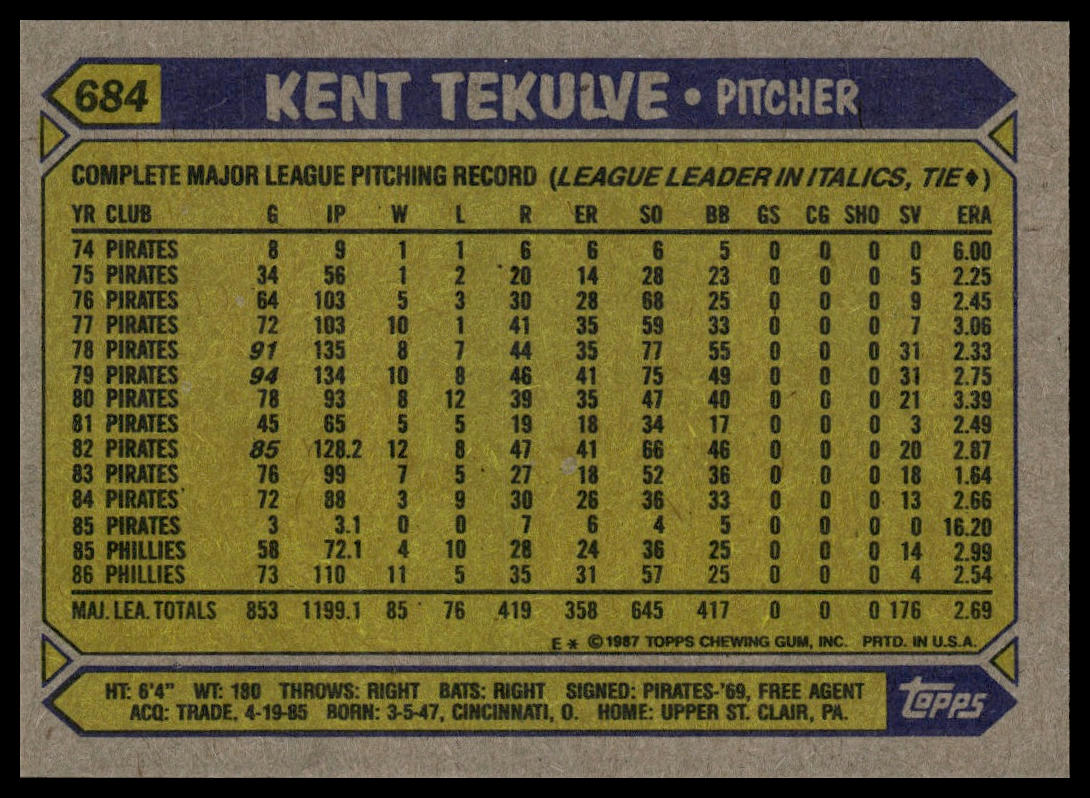 684 KENT TEKULVE • PITCHER
COMPLETE MAJOR LEAGUE PITCHING RECORD (LEAGUE LEADER IN ITALICS, TIE♦)
YR CLUB G IP W L R ER SO BB GS CG SHO SV ERA
74 PIRATES 8 9 1 1 6 6 6 5 0 0 0 0 6.00
75 PIRATES 34 56 1 2 20 14 28 23 0 0 0 5 2.25
76 PIRATES 64 103 5 3 30 28 68 25 0 0 0 9 2.45
77 PIRATES 72 103 10 1 41 35 59 33 0 0 0 7 3.06
78 PIRATES 91 135 8 7 44 35 77 55 0 0 0 31 2.33
79 PIRATES 94 134 10 8 46 41 75 49 0 0 0 31 2.75
80 PIRATES 78 93 8 12 39 35 47 40 0 0 0 21 3.39
81 PIRATES 45 65 5 5 19 18 34 17 0 0 0 3 2.49
82 PIRATES 85 128.2 12 8 47 41 66 46 0 0 0 20 2.87
83 PIRATES 76 99 7 5 27 18 52 36 0 0 0 18 1.64
84 PIRATES 72 88 3 9 30 26 36 33 0 0 0 13 2.66
85 PIRATES 3 3.1 0 0 7 6 4 5 0 0 0 0 16.20
85 PHILLIES 58 72.1 4 10 28 24 36 25 0 0 0 14 2.99
86 PHILLIES 73 110 11 5 35 31 57 25 0 0 0 4 2.54
MAJ. LEA. TOTALS 853 1199.1 85 76 419 358 645 417 0 0 0 176 2.69
E * ©1987 TOPPS CHEWING GUM, INC. PRTD. IN U.S.A.
HT: 6'4" WT: 180 THROWS: RIGHT BATS: RIGHT SIGNED: PIRATES-'69, FREE AGENT
ACQ: TRADE, 4-19-85 BORN: 3-5-47, CINCINNATI, O. HOME: UPPER ST. CLAIR, PA.
topps